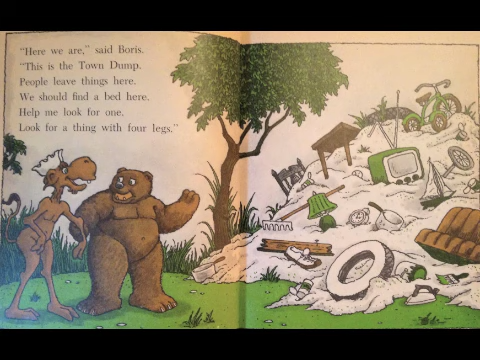 “Here we are,” said Boris.
“This is the Town Dump.
People leave things here.
We should find a bed here.
Help me look for one.
Look for a thing with four legs.”